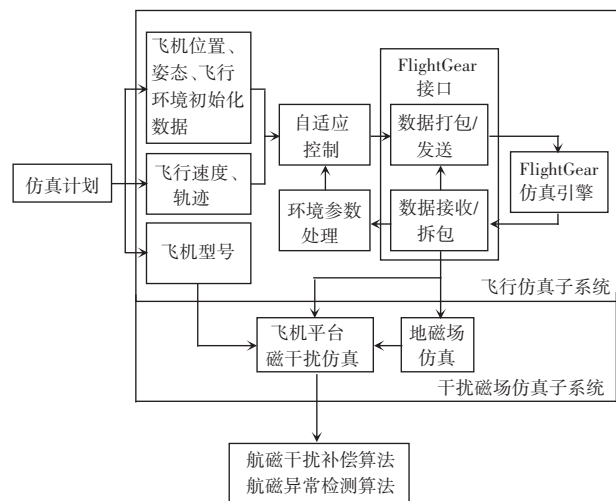 飞机位置、
姿态、飞行
环境初始化
数据
FlightGear
接口
自适应
控制
数据打包/
发送
仿真计划
飞行速度、
轨迹
FlightGear
仿真引擎
环境参数
处理
数据接收/
拆包
飞机型号
飞行仿真子系统
飞机平台
磁干扰仿真
地磁场
仿真
干扰磁场仿真子系统
航磁干扰补偿算法
航磁异常检测算法